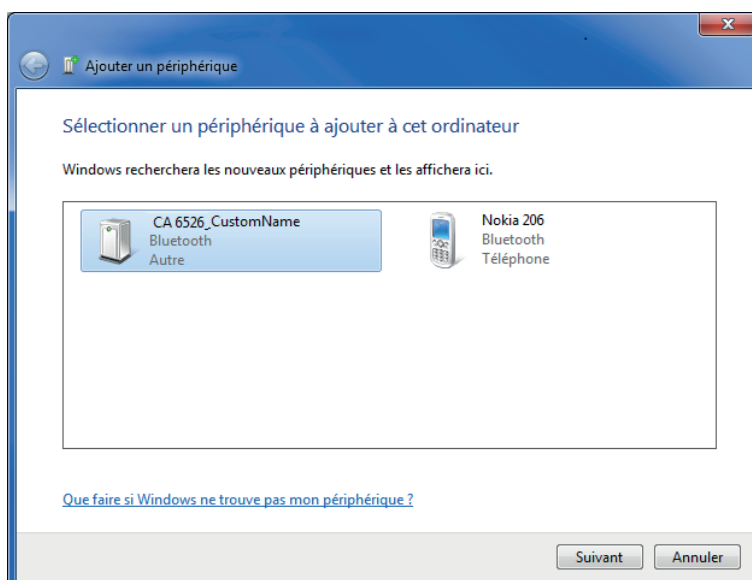 Ajouter un périphérique
Sélectionner un périphérique à ajouter à cet ordinateur
Windows recherchera les nouveaux périphériques et les affichera ici.
CA 6526_CustomName
Bluetooth
Autre
Nokia 206
Bluetooth
Téléphone
Que faire si Windows ne trouve pas mon périphérique ?
Suivant
Annuler